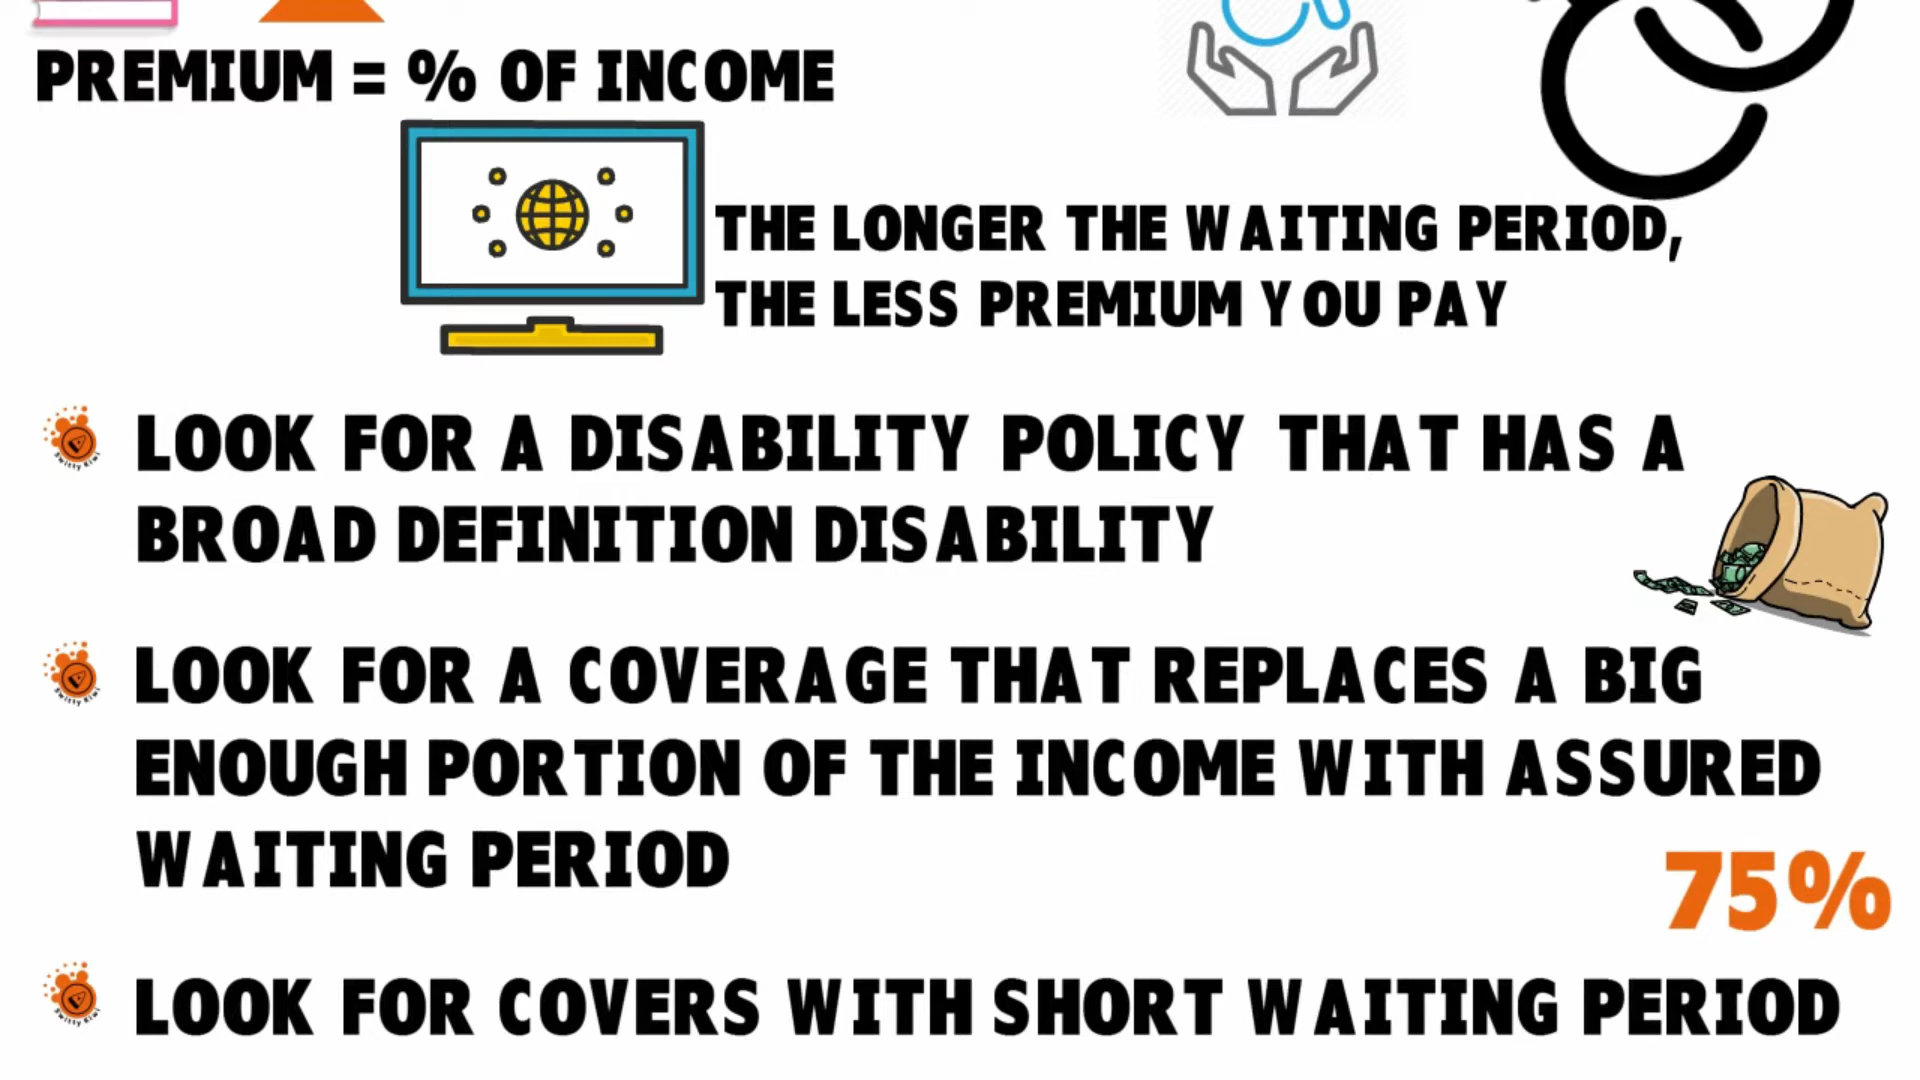 PREMIUM = % OF INCOME
THE LONGER THE WAITING PERIOD,
THE LESS PREMIUM YOU PAY
LOOK FOR A DISABILITY POLICY THAT HAS A
BROAD DEFINITION DISABILITY
LOOK FOR A COVERAGE THAT REPLACES A BIG
ENOUGH PORTION OF THE INCOME WITH ASSURED
WAITING PERIOD
75%
LOOK FOR COVERS WITH SHORT WAITING PERIOD